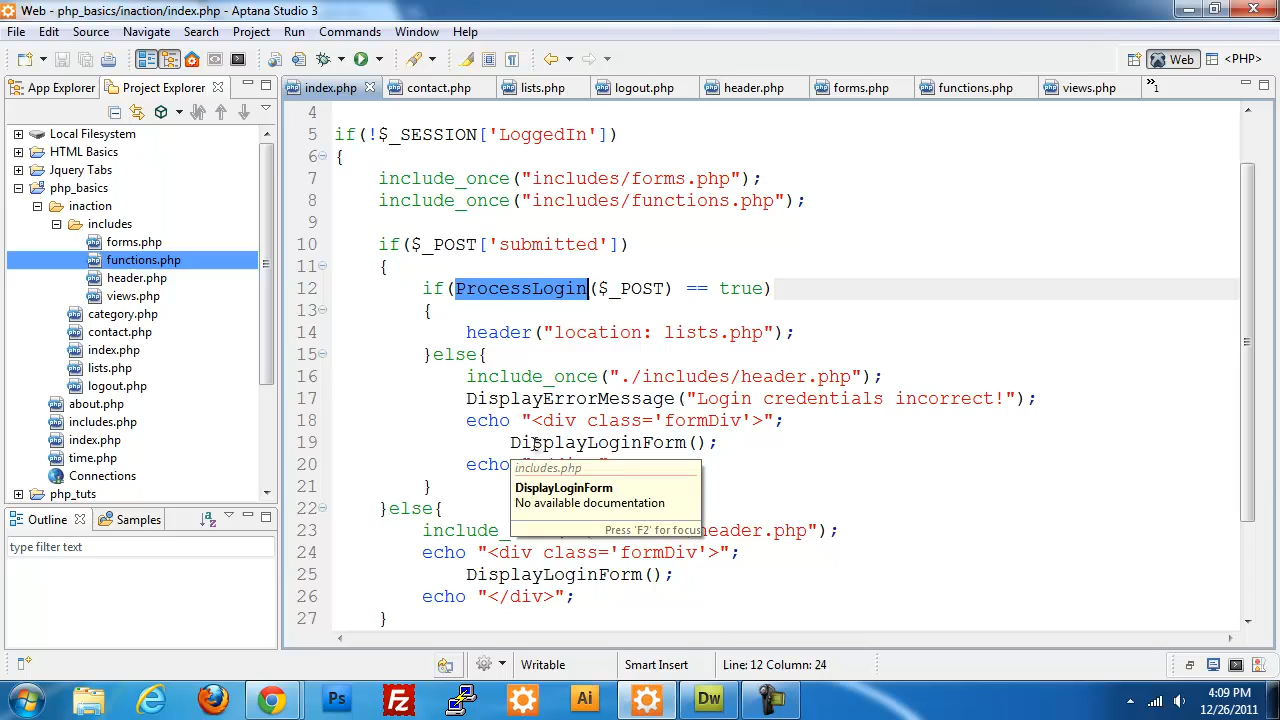 Web - php_basics/inaction/index.php - Aptana Studio 3
File Edit Source Navigate Search Project Run Commands Window Help
Web <PHP>
App Explorer Project Explorer
index.php contact.php lists.php logout.php header.php forms.php functions.php views.php »1
Local Filesystem
HTML Basics
Jquery Tabs
php_basics
inaction
includes
forms.php
functions.php
header.php
views.php
category.php
contact.php
index.php
lists.php
logout.php
about.php
includes.php
index.php
time.php
Connections
php_tuts
Outline Samples
type filter text
4
5 if(!$_SESSION['LoggedIn'])
6 {
7 include_once("includes/forms.php");
8 include_once("includes/functions.php");
9
10 if($_POST['submitted'])
11 {
12 if(ProcessLogin($_POST) == true)
13 {
14 header("location: lists.php");
15 }else{
16 include_once("./includes/header.php");
17 DisplayErrorMessage("Login credentials incorrect!");
18 echo "<div class='formDiv'>";
19 DisplayLoginForm();
20 echo
includes.php
DisplayLoginForm
No available documentation
Press 'F2' for focus
21 }
22 }else{
23 include_ header.php");
24 echo "<div class='formDiv'>";
25 DisplayLoginForm();
26 echo "</div>";
27 }
Writable Smart Insert Line: 12 Column: 24
Ps Fz Ai Dw
4:09 PM
12/26/2011